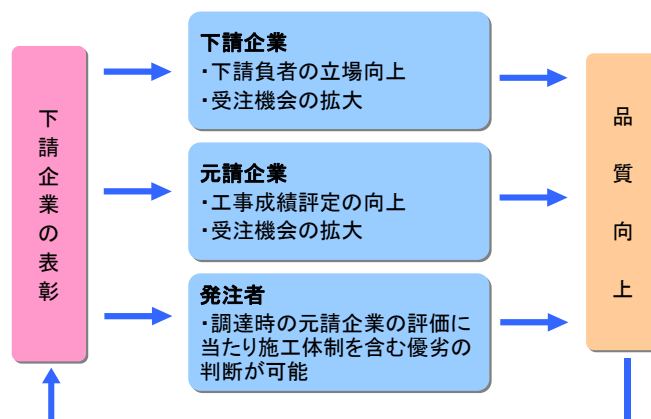 下請企業の表彰
下請企業
・下請負者の立場向上
・受注機会の拡大
元請企業
・工事成績評定の向上
・受注機会の拡大
発注者
・調達時の元請企業の評価に
当たり施工体制を含む優劣の
判断が可能
品質向上